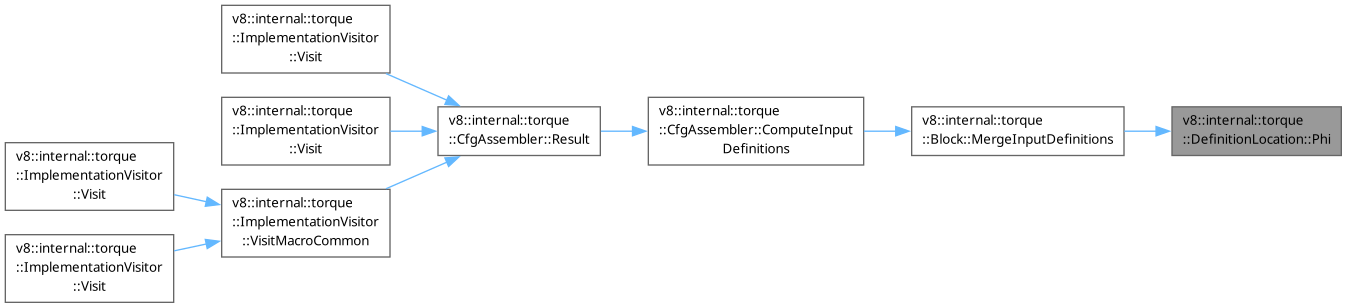 v8::internal::torque
::ImplementationVisitor
::Visit
v8::internal::torque
::ImplementationVisitor
::Visit
v8::internal::torque
::CfgAssembler::Result
v8::internal::torque
::CfgAssembler::ComputeInput
Definitions
v8::internal::torque
::Block::MergeInputDefinitions
v8::internal::torque
::DefinitionLocation::Phi
v8::internal::torque
::ImplementationVisitor
::Visit
v8::internal::torque
::ImplementationVisitor
::VisitMacroCommon
v8::internal::torque
::ImplementationVisitor
::Visit